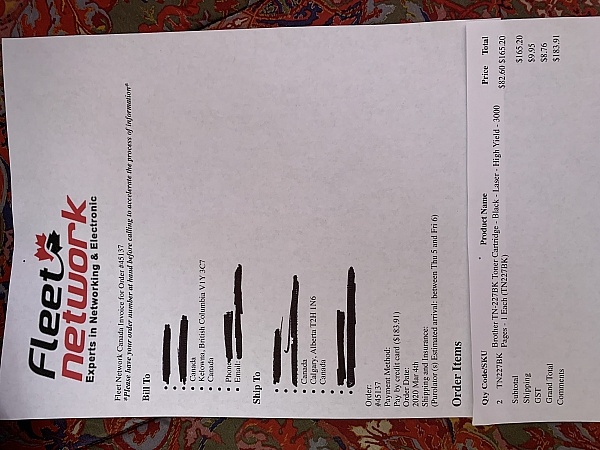 Fleet
network
Experts in Networking & Electronic
Fleet Network Canada Invoice for Order #45137
*Please have your order number at hand before calling to accelerate the process of information*
Bill To
Canada
Kelowna, British Columbia V1Y 3C7
Canada
Phone
Email:
Ship To
Canada
Calgary, Alberta T2H 1N6
Canada
Order:
#45137
Payment Method:
Pay by credit card ($183.91)
Order Date:
2020 Mar 4th
Shipping and Insurance:
(Purolator (s) Estimated arrival: between Thu 5 and Fri 6)
Order Items
Qty Code/SKU Product Name Price Total
2 TN227BK Brother TN-227BK Toner Cartridge - Black - Laser - High Yield - 3000 $82.60 $165.20
Pages - 1 Each (TN227BK)
Subtotal $165.20
Shipping $9.95
GST $8.76
Grand Total $183.91
Comments